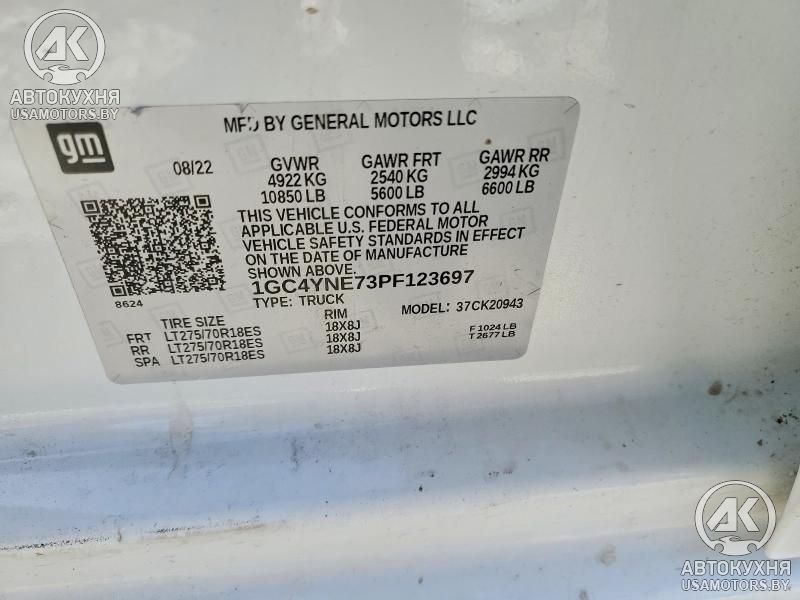 АВТОКУХНЯ
USAMOTORS.BY
gm
MFD BY GENERAL MOTORS LLC
08/22
GVWR GAWR FRT GAWR RR
4922 KG 2540 KG 2994 KG
10850 LB 5600 LB 6600 LB
THIS VEHICLE CONFORMS TO ALL
APPLICABLE U.S. FEDERAL MOTOR
VEHICLE SAFETY STANDARDS IN EFFECT
ON THE DATE OF MANUFACTURE
SHOWN ABOVE.
8624
1GC4YNE73PF123697
TYPE: TRUCK MODEL: 37CK20943
TIRE SIZE RIM
FRT LT275/70R18ES 18X8J F 1024 LB
RR LT275/70R18ES 18X8J T 2677 LB
SPA LT275/70R18ES 18X8J
АВТОКУХНЯ
USAMOTORS.BY